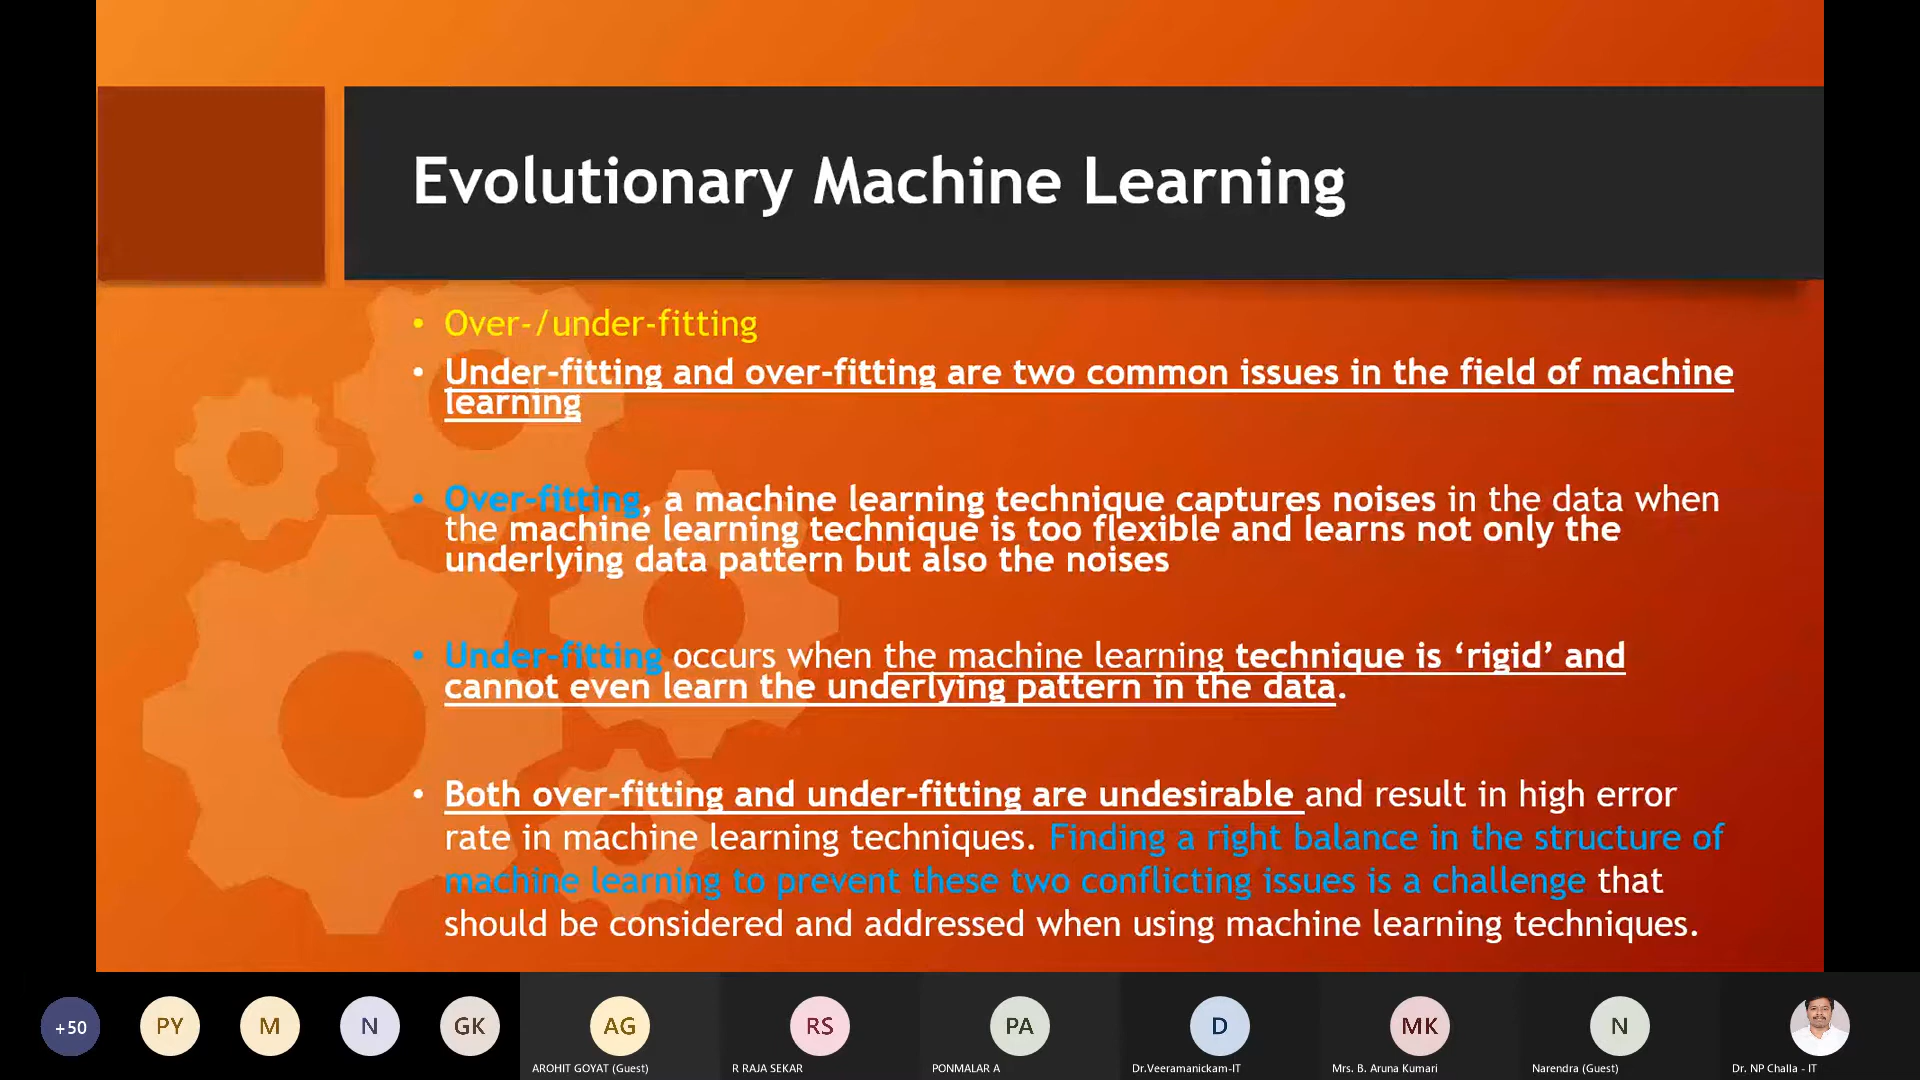 Evolutionary Machine Learning
• Over-/under-fitting
• Under-fitting and over-fitting are two common issues in the field of machine
learning
• Over-fitting, a machine learning technique captures noises in the data when
the machine learning technique is too flexible and learns not only the
underlying data pattern but also the noises
• Under-fitting occurs when the machine learning technique is ‘rigid’ and
cannot even learn the underlying pattern in the data.
• Both over-fitting and under-fitting are undesirable and result in high error
rate in machine learning techniques. Finding a right balance in the structure of
machine learning to prevent these two conflicting issues is a challenge that
should be considered and addressed when using machine learning techniques.
+50 PY M N GK AG RS PA D MK N
AROHIT GOYAT (Guest) R RAJA SEKAR PONMALAR A Dr.Veeramanickam-IT Mrs. B. Aruna Kumari Narendra (Guest) Dr. NP Challa - IT